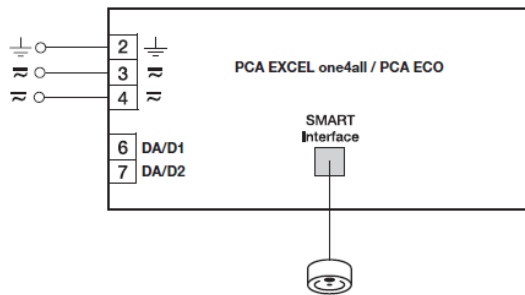 PCA EXCEL one4all / PCA ECO
2
3
4
SMART
Interface
6 DA/D1
7 DA/D2